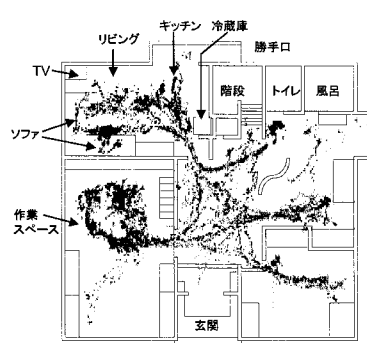 リビング
キッチン
冷蔵庫
勝手口
TV
階段
トイレ
風呂
ソファ
作業
スペース
玄関